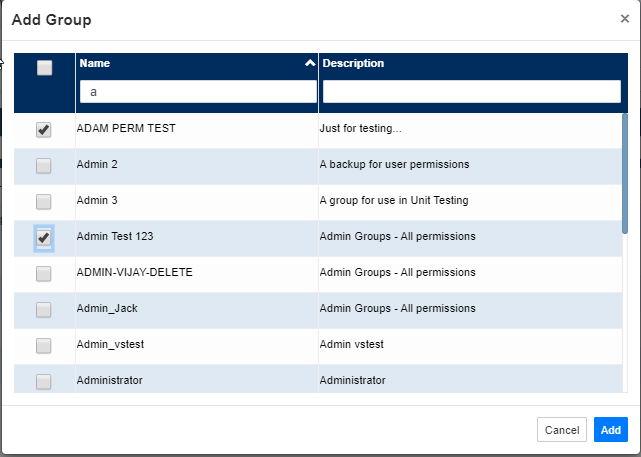 Add Group
×
Name Description
a
ADAM PERM TEST Just for testing...
Admin 2 A backup for user permissions
Admin 3 A group for use in Unit Testing
Admin Test 123 Admin Groups - All permissions
ADMIN-VIJAY-DELETE Admin Groups - All permissions
Admin_Jack Admin Groups - All permissions
Admin_vstest Admin vstest
Administrator Administrator
Cancel Add